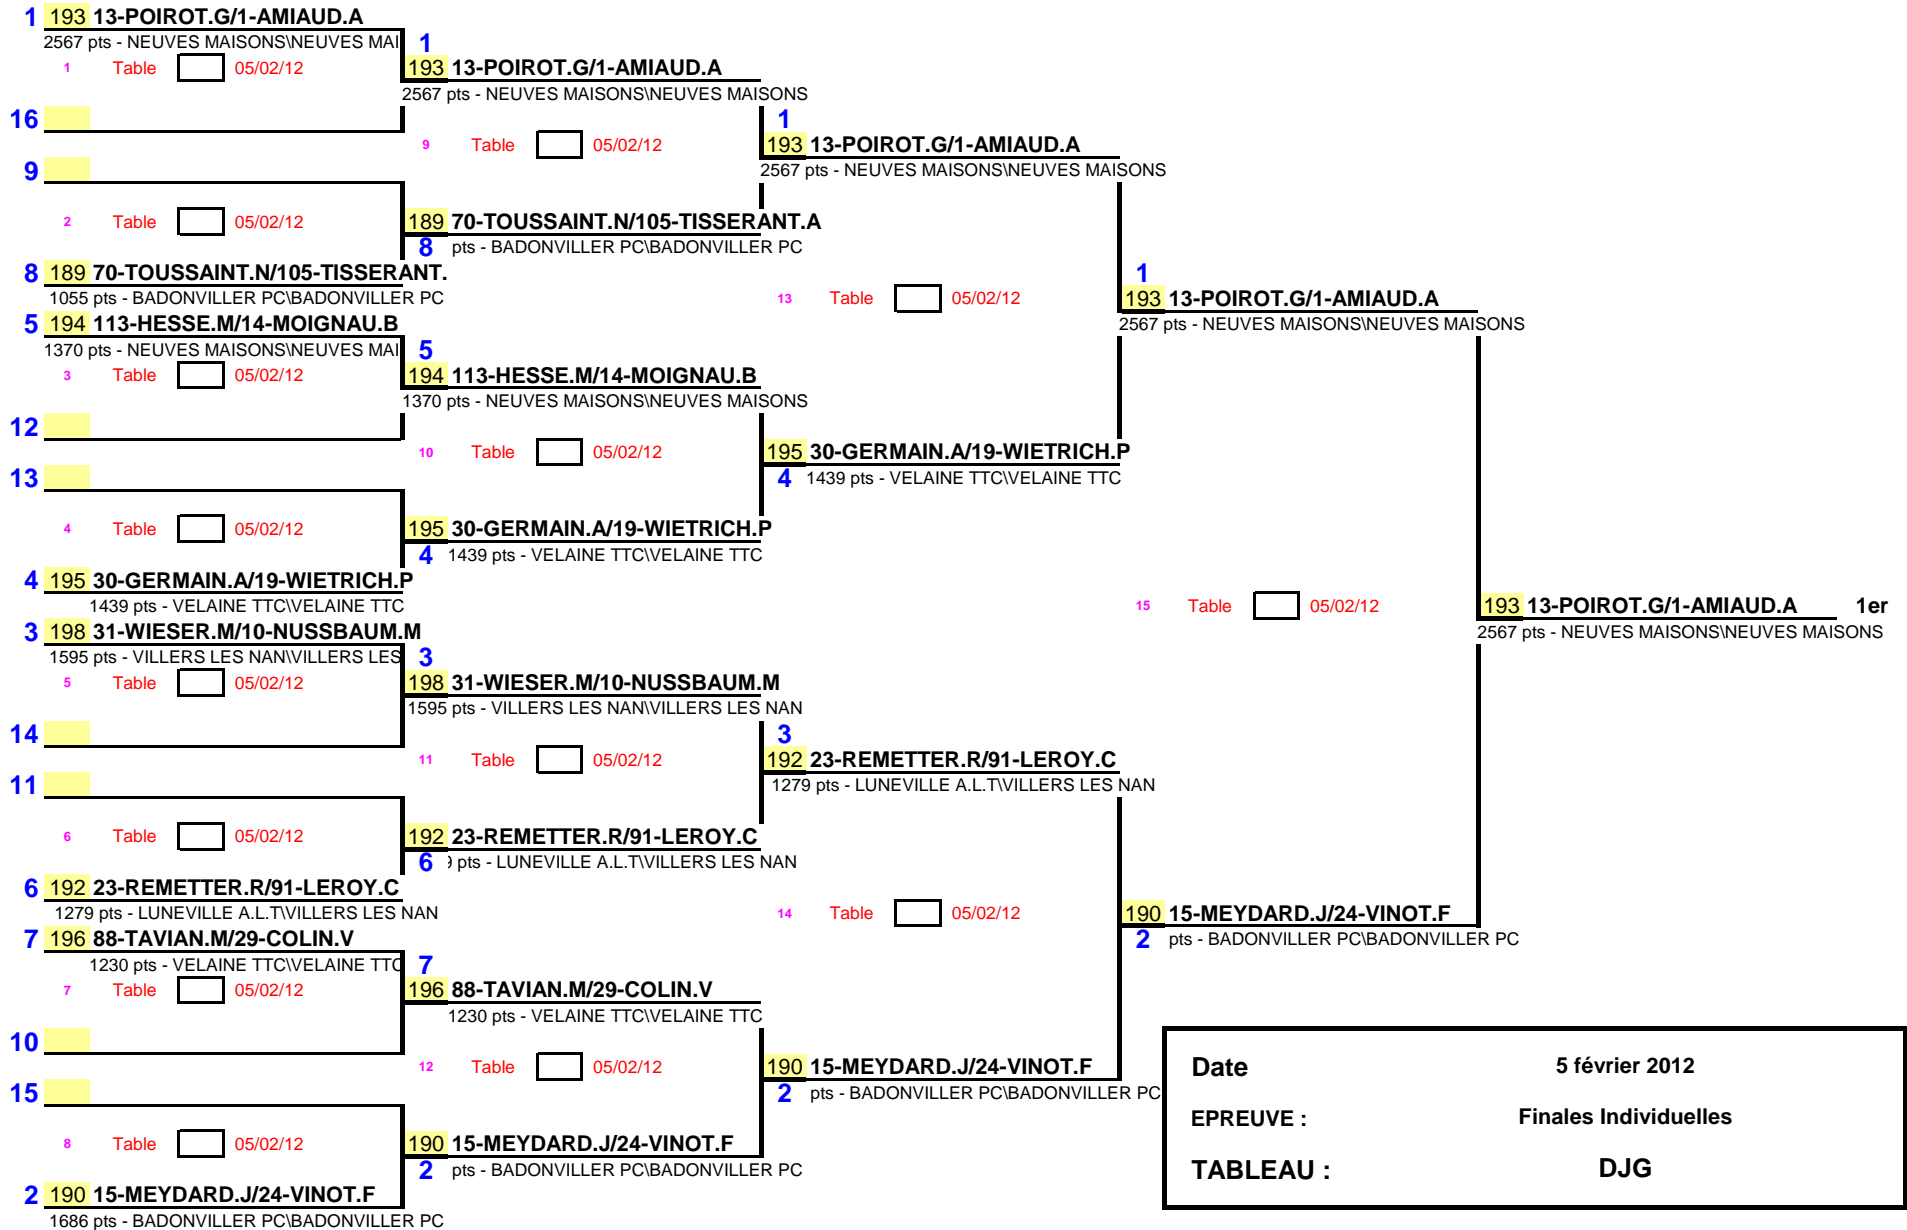 1 193 13-POIROT.G/1-AMIAUD.A
2567 pts - NEUVES MAISONS\NEUVES MAI
1 Table 05/02/12
16
9
2 Table 05/02/12
8 189 70-TOUSSAINT.N/105-TISSERANT.
1055 pts - BADONVILLER PC\BADONVILLER PC
5 194 113-HESSE.M/14-MOIGNAU.B
1370 pts - NEUVES MAISONS\NEUVES MAI
3 Table 05/02/12
12
13
4 Table 05/02/12
4 195 30-GERMAIN.A/19-WIETRICH.P
1439 pts - VELAINE TTC\VELAINE TTC
3 198 31-WIESER.M/10-NUSSBAUM.M
1595 pts - VILLERS LES NAN\VILLERS LES
5 Table 05/02/12
14
11
6 Table 05/02/12
6 192 23-REMETTER.R/91-LEROY.C
1279 pts - LUNEVILLE A.L.T\VILLERS LES NAN
7 196 88-TAVIAN.M/29-COLIN.V
1230 pts - VELAINE TTC\VELAINE TTC
7 Table 05/02/12
10
15
8 Table 05/02/12
2 190 15-MEYDARD.J/24-VINOT.F
1686 pts - BADONVILLER PC\BADONVILLER PC
1
193 13-POIROT.G/1-AMIAUD.A
2567 pts - NEUVES MAISONS\NEUVES MAISONS
9 Table 05/02/12
189 70-TOUSSAINT.N/105-TISSERANT.A
8 pts - BADONVILLER PC\BADONVILLER PC
5
194 113-HESSE.M/14-MOIGNAU.B
1370 pts - NEUVES MAISONS\NEUVES MAISONS
10 Table 05/02/12
195 30-GERMAIN.A/19-WIETRICH.P
4 1439 pts - VELAINE TTC\VELAINE TTC
3
198 31-WIESER.M/10-NUSSBAUM.M
1595 pts - VILLERS LES NAN\VILLERS LES NAN
11 Table 05/02/12
192 23-REMETTER.R/91-LEROY.C
6 pts - LUNEVILLE A.L.T\VILLERS LES NAN
7
196 88-TAVIAN.M/29-COLIN.V
1230 pts - VELAINE TTC\VELAINE TTC
12 Table 05/02/12
190 15-MEYDARD.J/24-VINOT.F
2 pts - BADONVILLER PC\BADONVILLER PC
1
193 13-POIROT.G/1-AMIAUD.A
2567 pts - NEUVES MAISONS\NEUVES MAISONS
13 Table 05/02/12
195 30-GERMAIN.A/19-WIETRICH.P
4 1439 pts - VELAINE TTC\VELAINE TTC
3
192 23-REMETTER.R/91-LEROY.C
1279 pts - LUNEVILLE A.L.T\VILLERS LES NAN
14 Table 05/02/12
190 15-MEYDARD.J/24-VINOT.F
2 pts - BADONVILLER PC\BADONVILLER PC
1
193 13-POIROT.G/1-AMIAUD.A
2567 pts - NEUVES MAISONS\NEUVES MAISONS
15 Table 05/02/12
190 15-MEYDARD.J/24-VINOT.F
2 pts - BADONVILLER PC\BADONVILLER PC
193 13-POIROT.G/1-AMIAUD.A 1er
2567 pts - NEUVES MAISONS\NEUVES MAISONS
Date 5 février 2012
EPREUVE : Finales Individuelles
TABLEAU : DJG